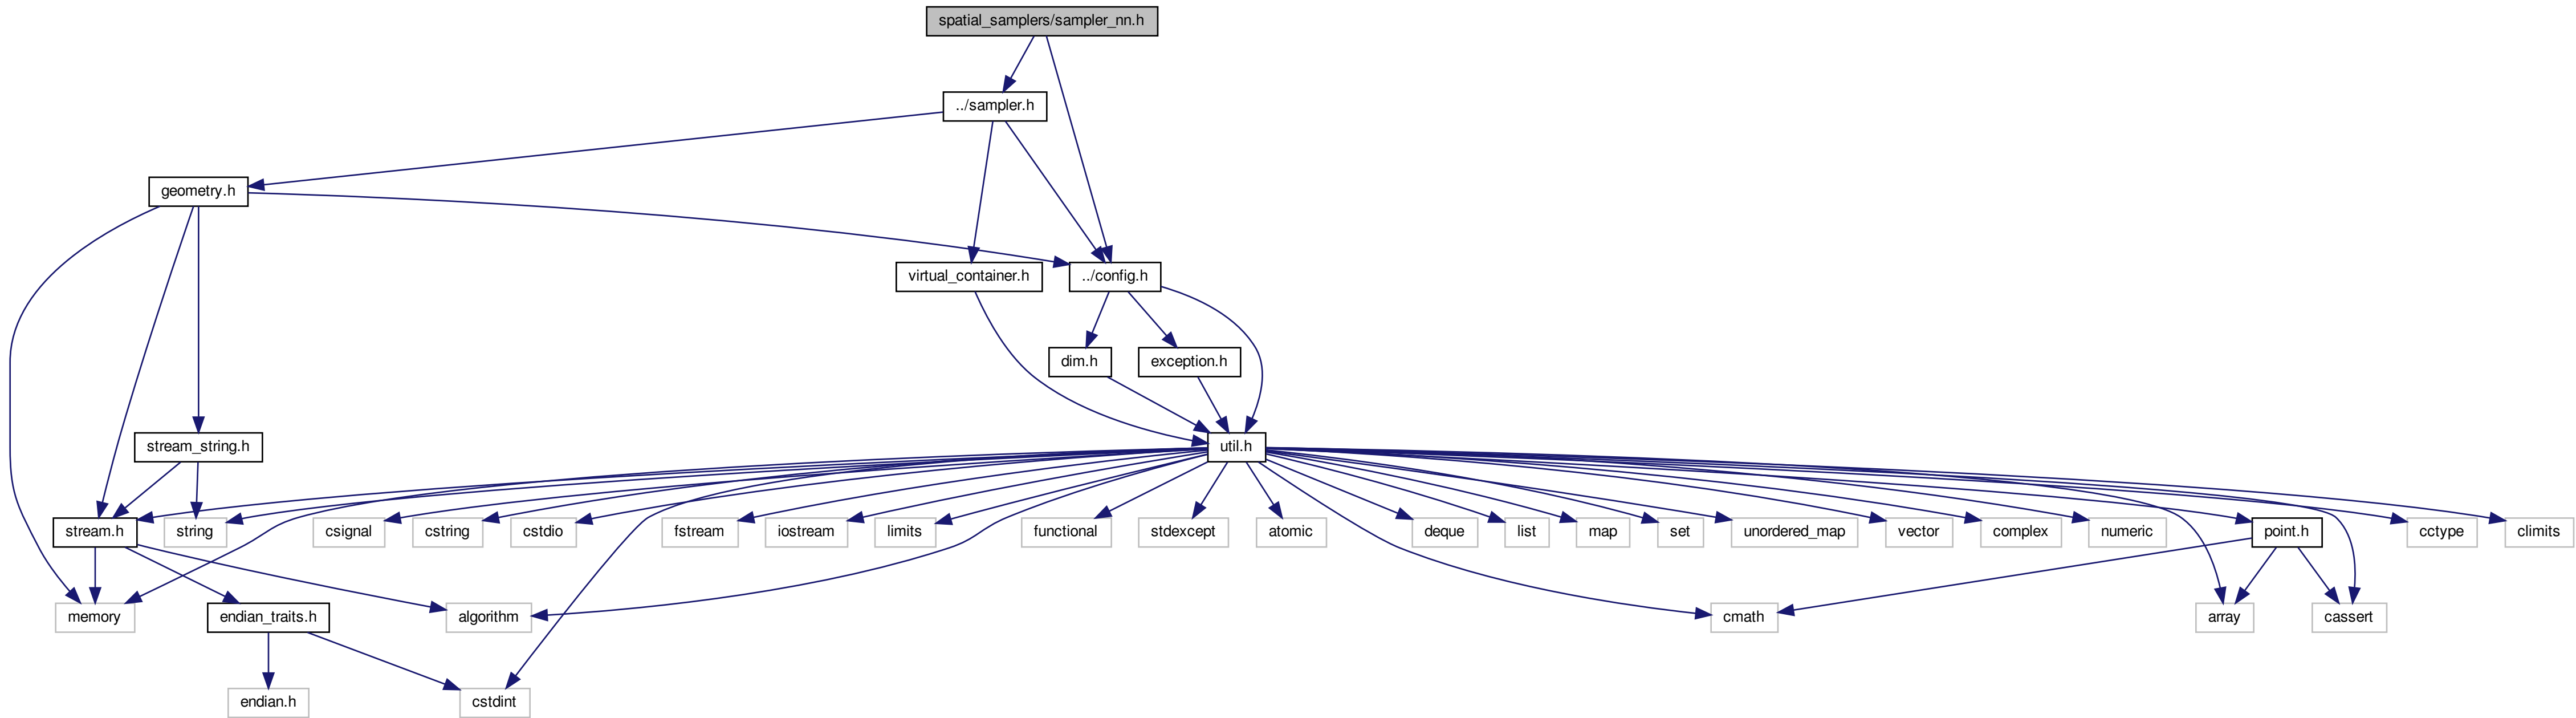 spatial_samplers/sampler_nn.h
../sampler.h
geometry.h
virtual_container.h
../config.h
dim.h
exception.h
stream_string.h
util.h
stream.h
string
csignal
cstring
cstdio
fstream
iostream
limits
functional
stdexcept
atomic
deque
list
map
set
unordered_map
vector
complex
numeric
point.h
cctype
climits
memory
endian_traits.h
algorithm
cmath
array
cassert
endian.h
cstdint